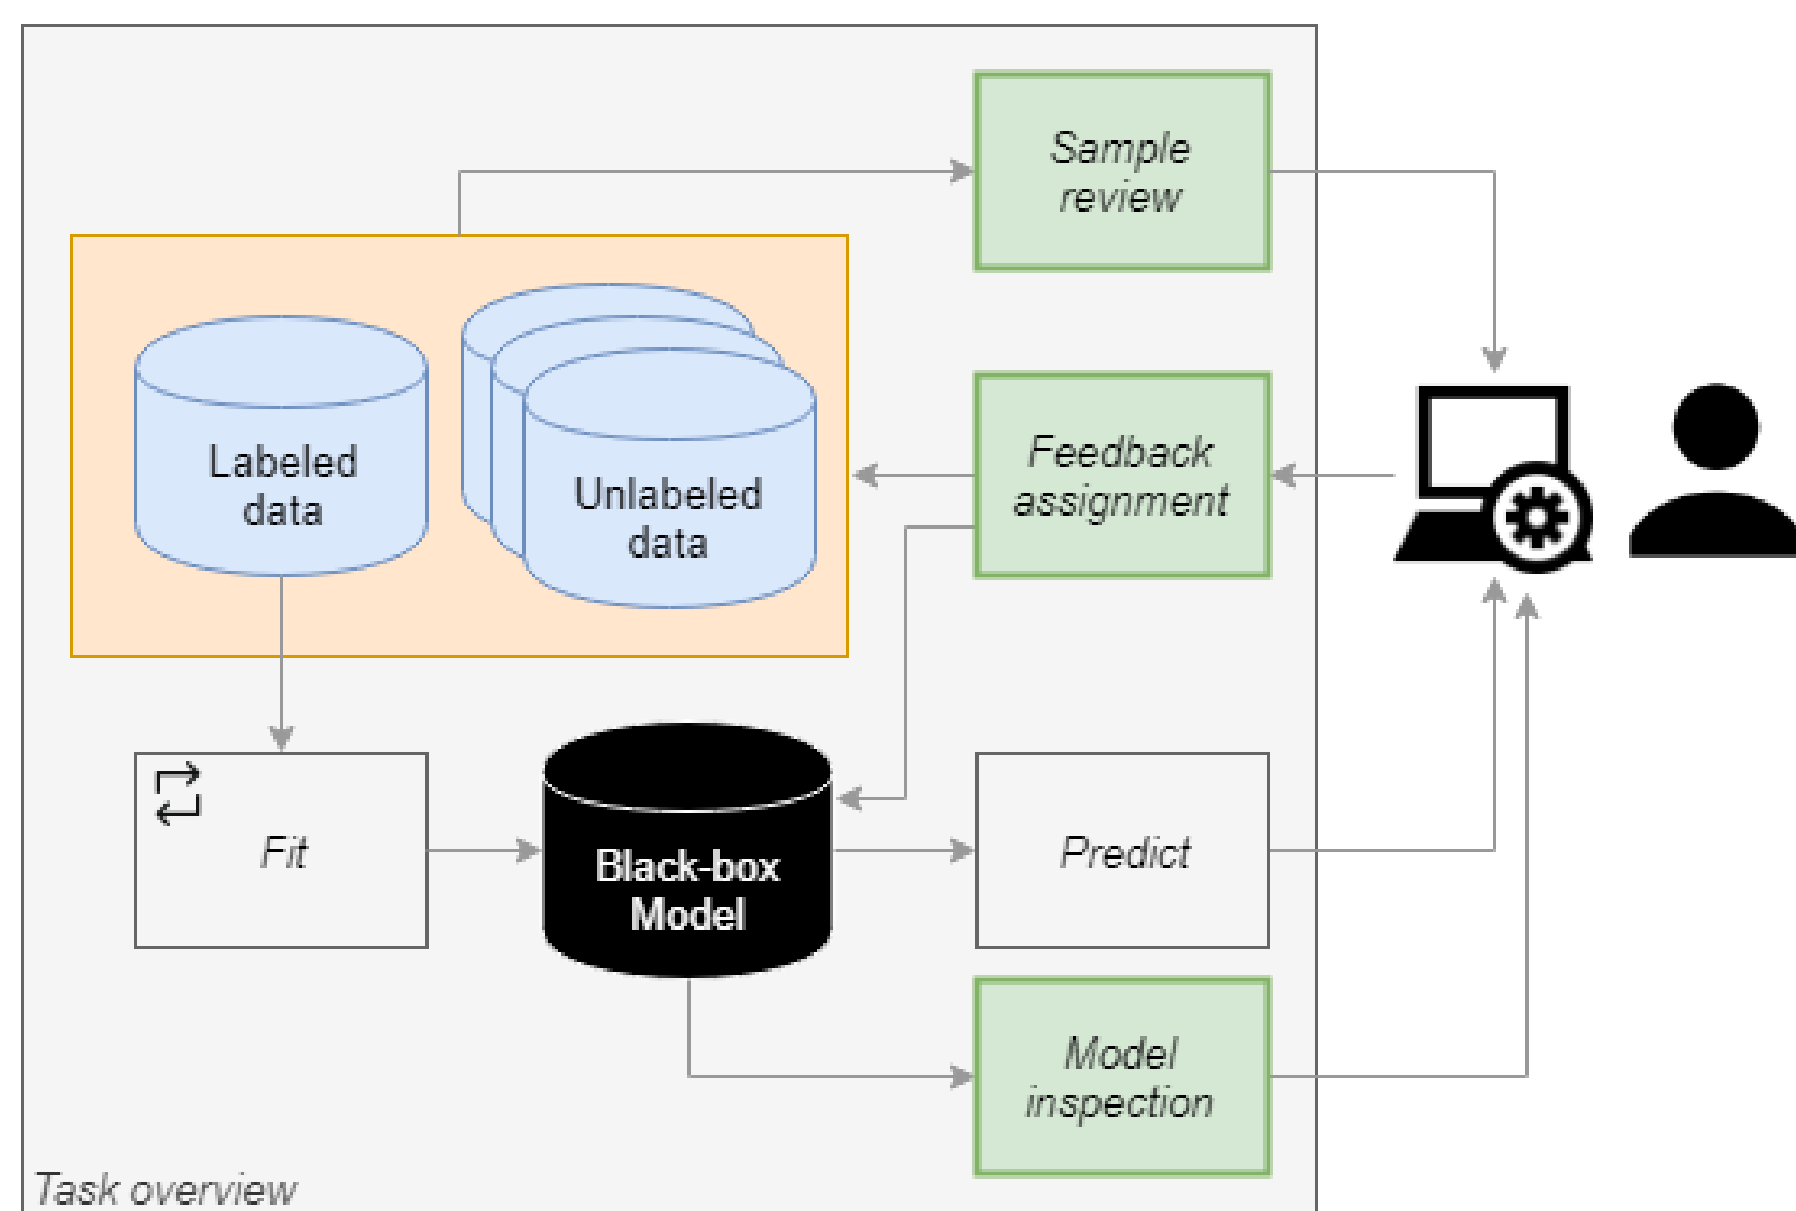 Sample
review
Labeled
data
Unlabeled
data
Feedback
assignment
Fit
Black-box
Model
Predict
Model
inspection
Task overview